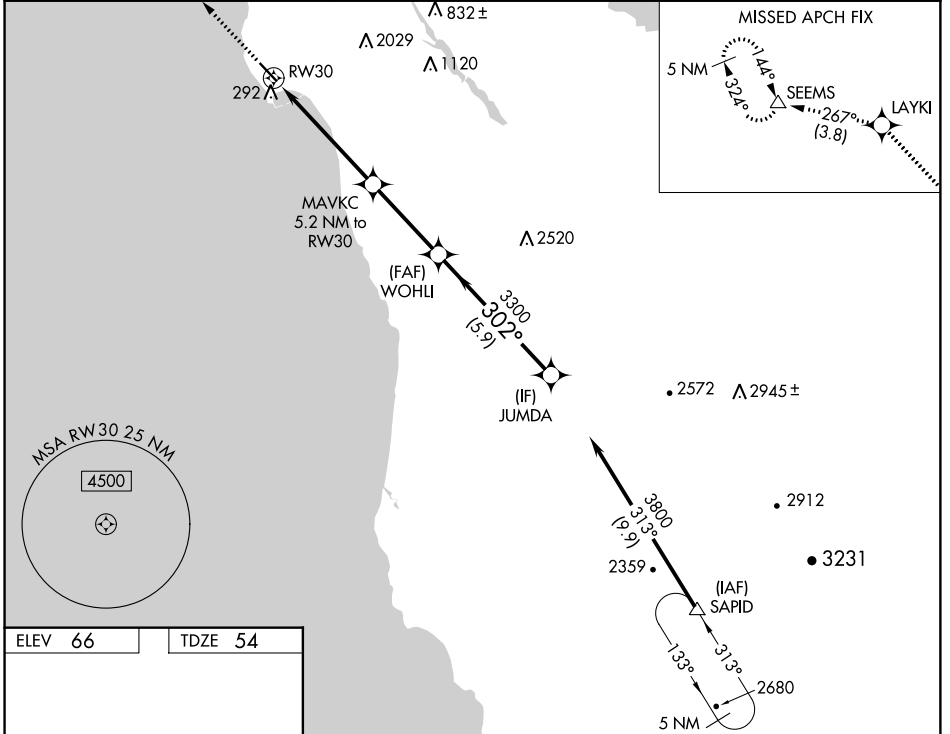 832 ±
2029
1120
RW30
292
MISSED APCH FIX
5 NM
144°
324°
SEEMS
267°
(3.8)
LAYKI
MAVKC
5.2 NM to
RW30
2520
(FAF)
WOHLI
3300
302°
(5.9)
(IF)
JUMDA
2572
2945 ±
MSA RW30 25 NM
4500
3800
313°
(9.9)
2912
3231
2359
(IAF)
SAPID
133°
313°
2680
5 NM
ELEV 66
TDZE 54